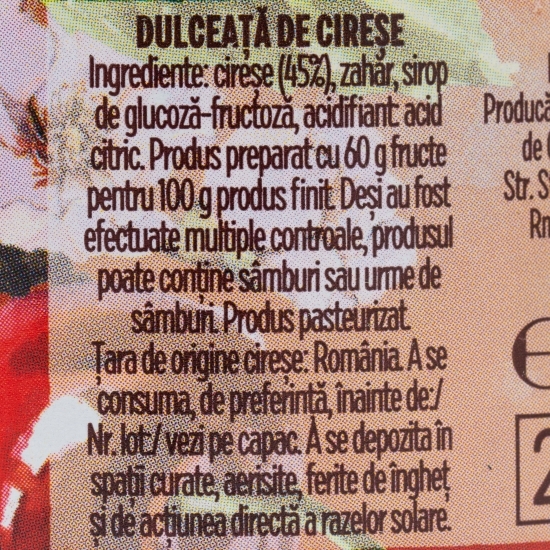 DULCEAȚĂ DE CIREȘE
Ingrediente: cireșe (45%), zahăr, sirop
de glucoză-fructoză, acidifiant: acid
citric. Produs preparat cu 60 g fructe
pentru 100 g produs finit. Deși au fost
efectuate multiple controale, produsul
poate conține sâmburi sau urme de
sâmburi. Produs pasteurizat.
Țara de origine cireșe: România. A se
consuma, de preferință, înainte de:/
Nr. lot:/ vezi pe capac. A se depozita în
spații curate, aerisite, ferite de îngheț
și de acțiunea directă a razelor solare.
Producă
de
Str. S
Rn
e
2